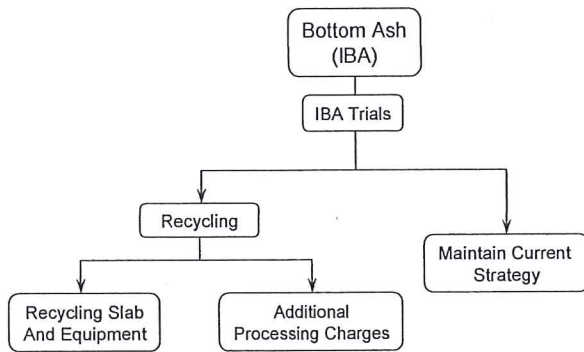 Bottom Ash
(IBA)
IBA Trials
Recycling
Maintain Current
Strategy
Recycling Slab
And Equipment
Additional
Processing Charges